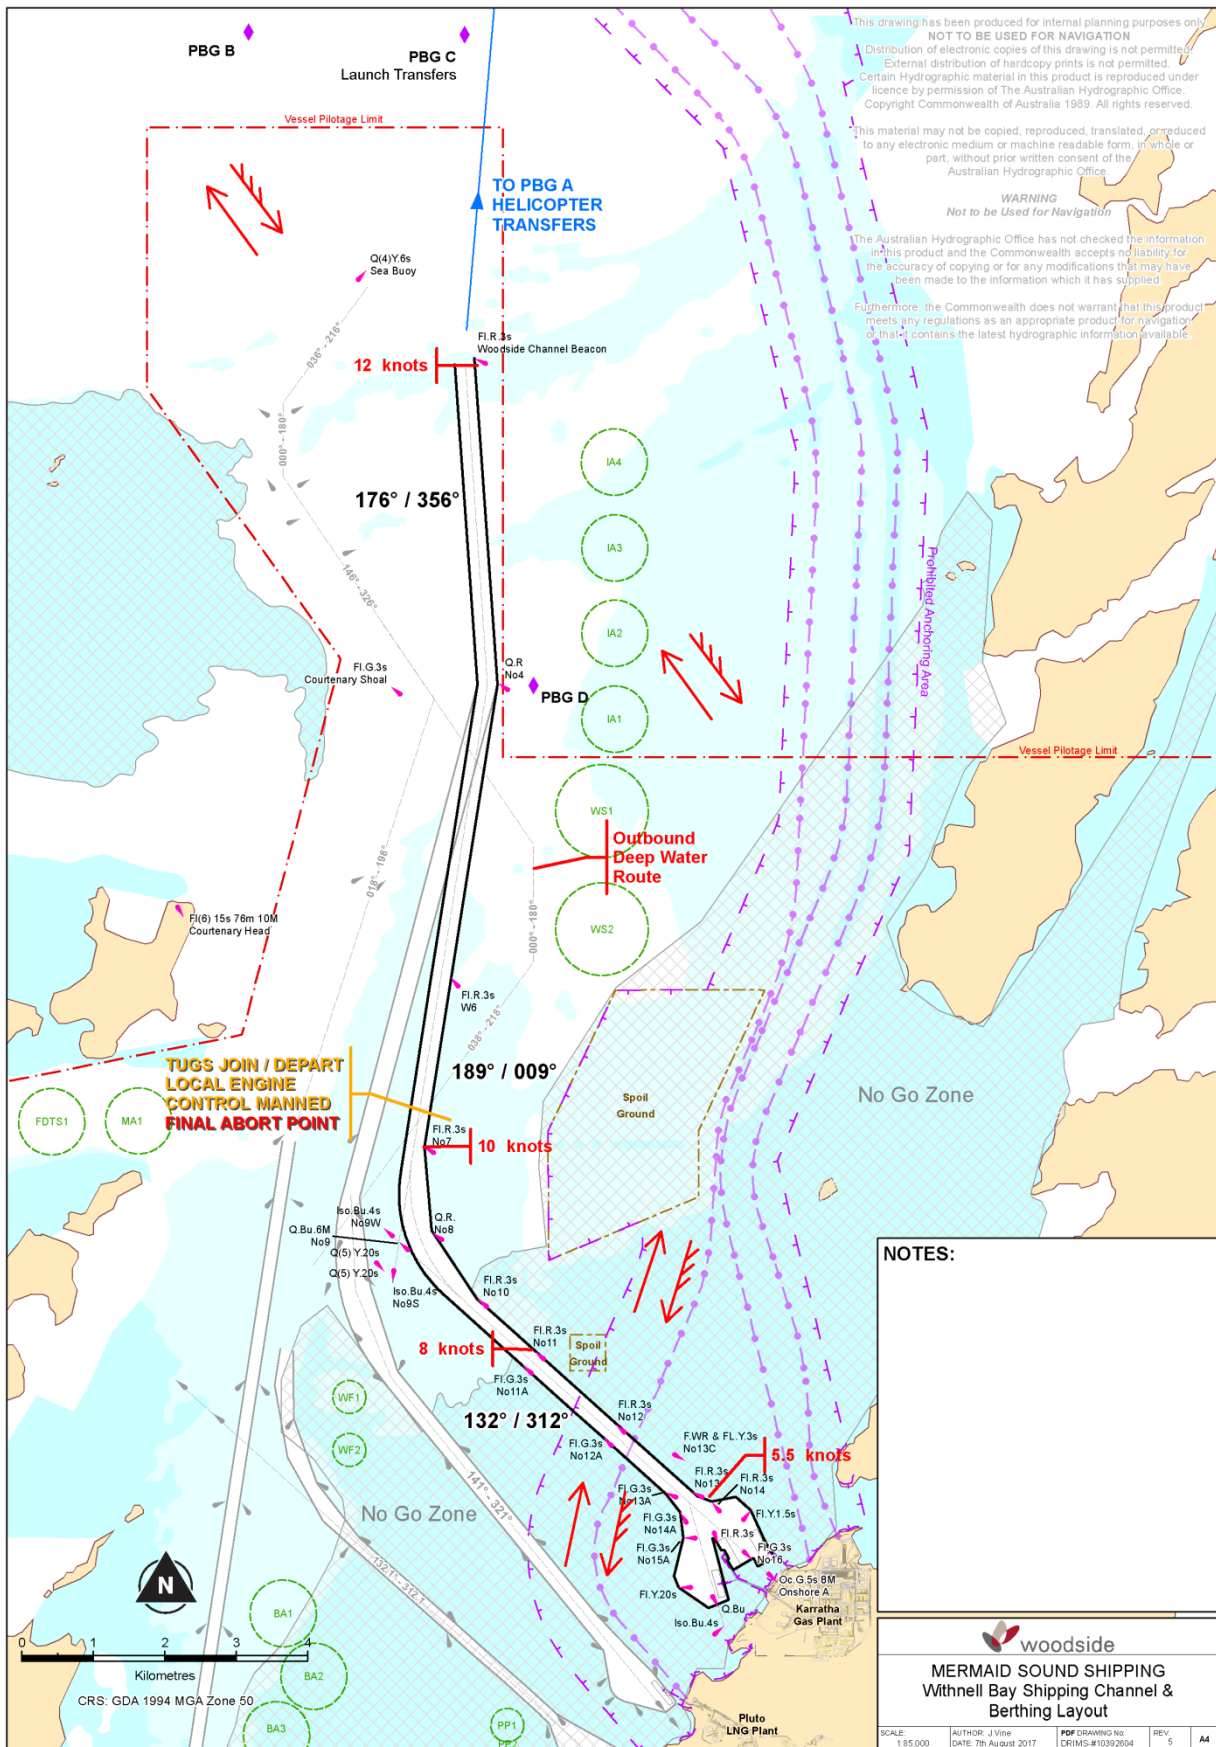 This drawing has been produced for internal planning purposes only
NOT TO BE USED FOR NAVIGATION
Distribution of electronic copies of this drawing is not permitted.
External distribution of hardcopy prints is not permitted.
Certain Hydrographic material in this product is reproduced under
licence by permission of The Australian Hydrographic Office.
Copyright Commonwealth of Australia 1989. All rights reserved.
This material may not be copied, reproduced, translated, or reduced
to any electronic medium or machine readable form, in whole or
part, without prior written consent of the
Australian Hydrographic Office.
WARNING
Not to be Used for Navigation
The Australian Hydrographic Office has not checked the information
in this product and the Commonwealth accepts no liability for
the accuracy of copying or for any modifications that may have
been made to the information which it has supplied.
Furthermore, the Commonwealth does not warrant that this product
meets any regulations as an appropriate product for navigation
or that it contains the latest hydrographic information available.
PBG B
PBG C
Launch Transfers
Vessel Pilotage Limit
TO PBG A
HELICOPTER
TRANSFERS
Q(4)Y.6s
Sea Buoy
036° - 216°
Fl.R.3s
Woodside Channel Beacon
12 knots
000° - 180°
IA4
176° / 356°
IA3
146° - 326°
Prohibited Anchoring Area
IA2
Fl.G.3s
Courtenary Shoal
Q.R
No4
PBG D
IA1
Vessel Pilotage Limit
WS1
Outbound
Deep Water
Route
018° - 198°
Fl(6) 15s 76m 10M
Courtenary Head
WS2
000° - 180°
Fl.R.3s
W6
038° - 218°
189° / 009°
TUGS JOIN / DEPART
LOCAL ENGINE
CONTROL MANNED
FINAL ABORT POINT
FDTS1
MA1
Spoil
Ground
No Go Zone
Fl.R.3s
No7
10 knots
Iso.Bu.4s
No9W
Q.R.
No8
Q.Bu.6M
No9
Q(5) Y.20s
Q(5) Y.20s
Iso.Bu.4s
No9S
Fl.R.3s
No10
NOTES:
8 knots
Fl.R.3s
No11
Spoil
Ground
Fl.G.3s
No11A
WF1
132° / 312°
WF2
Fl.R.3s
No12
Fl.G.3s
No12A
F.WR & FL.Y.3s
No13C
5.5 knots
Fl.R.3s
No13
Fl.R.3s
No14
141° - 321°
Fl.G.3s
No13A
No Go Zone
Fl.G.3s
No14A
Fl.Y.1.5s
Fl.R.3s
Fl.G.3s
No15A
Fl.G.3s
No16
132.1° - 312.1
Oc.G.5s 8M
Onshore A
Fl.Y.20s
Q.Bu
Iso.Bu.4s
Karratha
Gas Plant
N
BA1
0 1 2 3 4
Kilometres
BA2
CRS: GDA 1994 MGA Zone 50
BA3
PP1
PP2
Pluto
LNG Plant
woodside
MERMAID SOUND SHIPPING
Withnell Bay Shipping Channel &
Berthing Layout
SCALE:
1:85,000
AUTHOR: J.Vine
DATE: 7th August 2017
PDF DRAWING No:
DRIMS-#10392604
REV.
5
A4